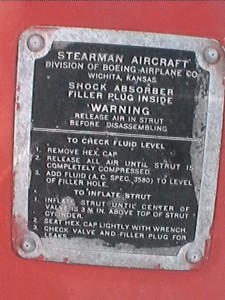 STEARMAN AIRCRAFT
DIVISION OF BOEING AIRPLANE CO.
WICHITA, KANSAS
SHOCK ABSORBER
FILLER PLUG INSIDE
WARNING
RELEASE AIR IN STRUT
BEFORE DISASSEMBLING
TO CHECK FLUID LEVEL
1. REMOVE HEX. CAP
2. RELEASE ALL AIR UNTIL STRUT IS
COMPLETELY COMPRESSED.
3. ADD FLUID (A.C. SPEC. 3580) TO LEVEL
OF FILLER HOLE.
TO INFLATE STRUT
1. INFLATE STRUT UNTIL CENTER OF
VALVE IS 3 ABOVE TOP OF STRUT
CYLINDER.
2. SEAT HEX. CAP LIGHTLY WITH WRENCH.
3. CHECK VALVE AND FILLER PLUG FOR
LEAKS.